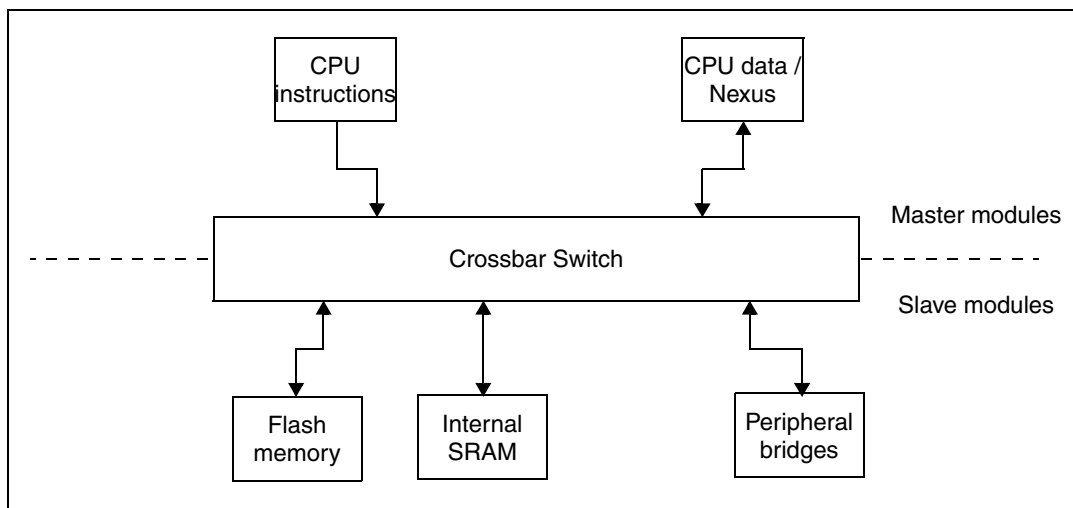 CPU
instructions
CPU data /
Nexus
Master modules
Crossbar Switch
Slave modules
Flash
memory
Internal
SRAM
Peripheral
bridges